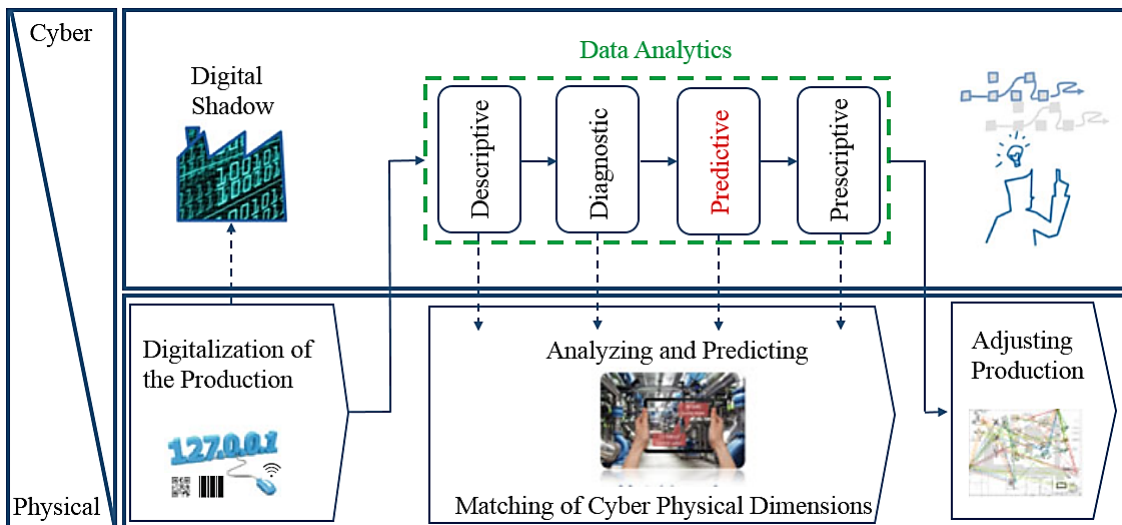 Cyber
Data Analytics
Digital
Shadow
Descriptive
Diagnostic
Predictive
Prescriptive
Digitalization of
the Production
127.0.0.1
Analyzing and Predicting
Matching of Cyber Physical Dimensions
Adjusting
Production
Physical